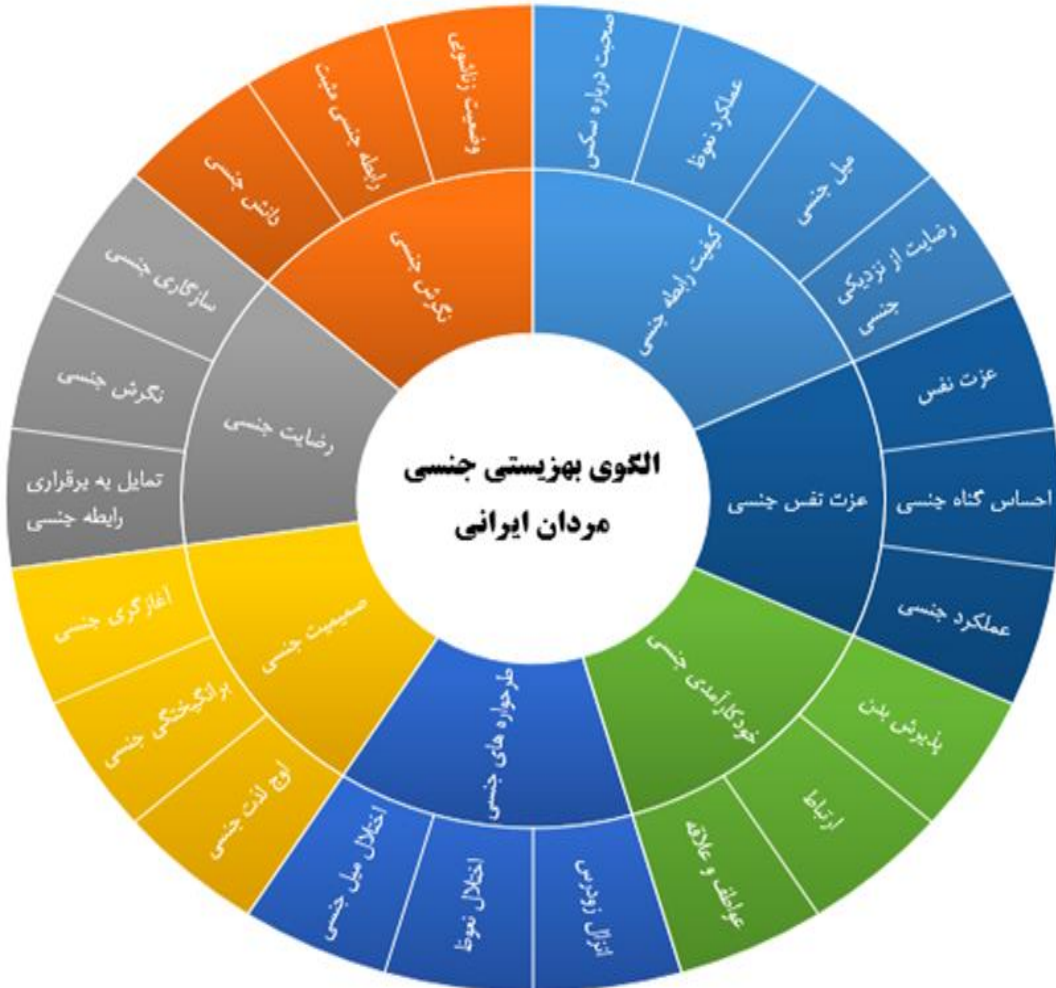 الگوی بهزیستی جنسی
مردان ایرانی
کیفیت رابطه جنسی
صحبت درباره سکس
عملکرد نعوظ
میل جنسی
رضایت از نزدیکی
جنسی
عزت نفس جنسی
عزت نفس
احساس گناه جنسی
عملکرد جنسی
خودکارآمدی جنسی
پذیرش بدن
ارتباط
عواطف و علاقه
طرحواره های جنسی
انزال زودرس
اختلال نعوظ
اختلال میل جنسی
صمیمیت جنسی
اوج لذت جنسی
برانگیختگی جنسی
آغازگری جنسی
رضایت جنسی
تمایل به برقراری
رابطه جنسی
نگرش جنسی
سازگاری جنسی
نگرش جنسی
دانش جنسی
رابطه جنسی مثبت
وضعیت زناشویی